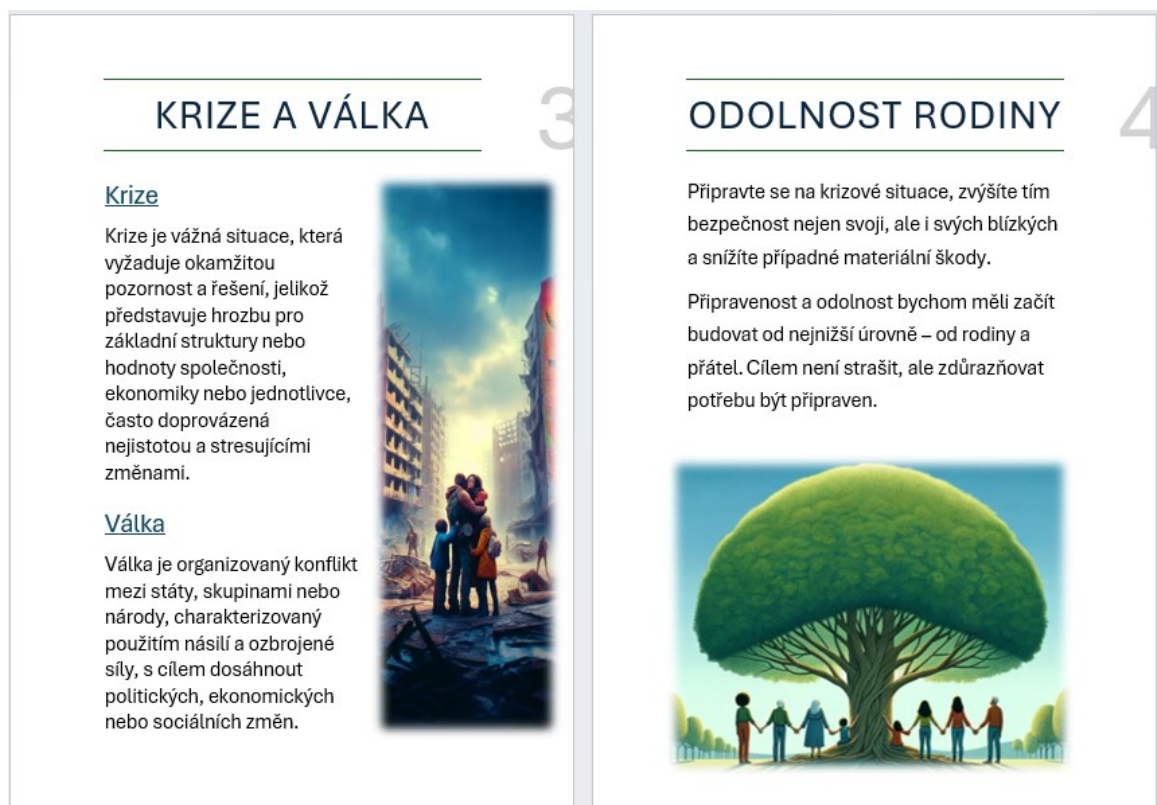 KRIZE A VÁLKA
3
Krize
Krize je vážná situace, která
vyžaduje okamžitou
pozornost a řešení, jelikož
představuje hrozbu pro
základní struktury nebo
hodnoty společnosti,
ekonomiky nebo jednotlivce,
často doprovázená
nejistotou a stresujícími
změnami.
Válka
Válka je organizovaný konflikt
mezi státy, skupinami nebo
národy, charakterizovaný
použitím násilí a ozbrojené
síly, s cílem dosáhnout
politických, ekonomických
nebo sociálních změn.
ODOLNOST RODINY
4
Připravte se na krizové situace, zvýšíte tím
bezpečnost nejen svoji, ale i svých blízkých
a snížíte případné materiální škody.
Připravenost a odolnost bychom měli začít
budovat od nejnižší úrovně – od rodiny a
přátel. Cílem není strašit, ale zdůrazňovat
potřebu být připraven.